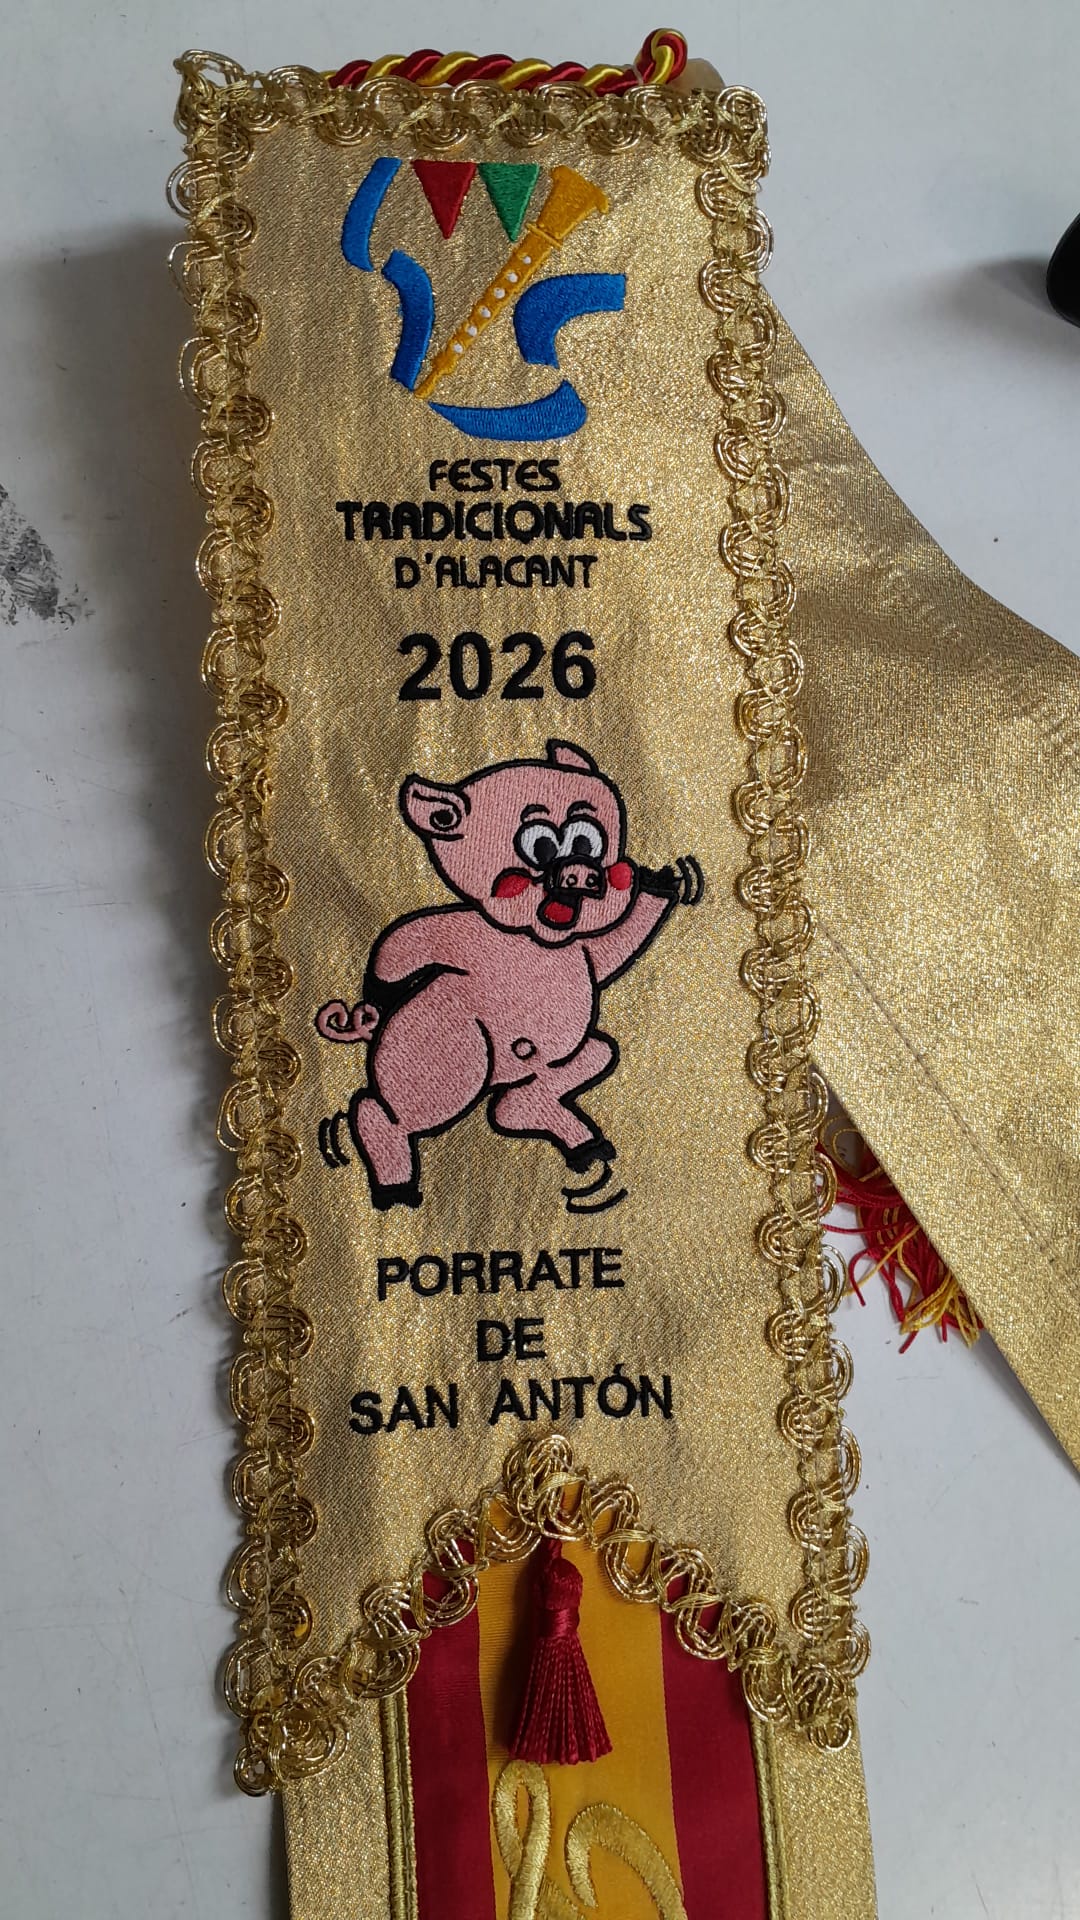 FESTES
TRADICIONALS
D'ALACANT
2026
PORRATE
DE
SAN ANTÓN